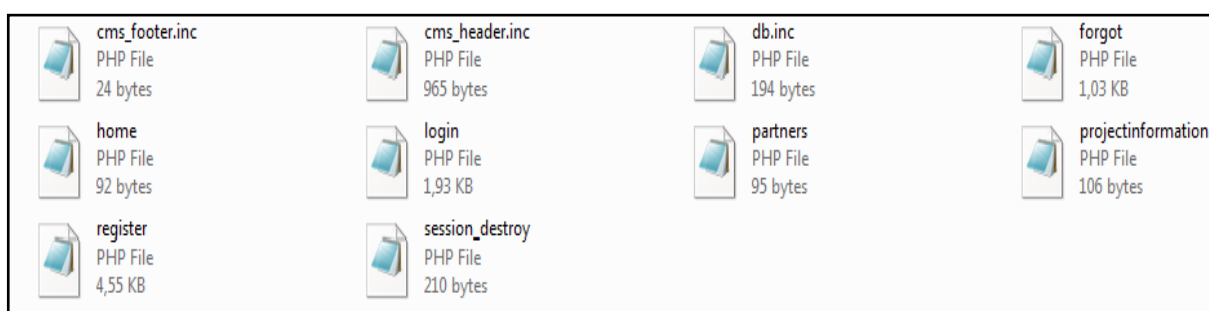 cms_footer.inc
PHP File
24 bytes
cms_header.inc
PHP File
965 bytes
db.inc
PHP File
194 bytes
forgot
PHP File
1,03 KB
home
PHP File
92 bytes
login
PHP File
1,93 KB
partners
PHP File
95 bytes
projectinformation
PHP File
106 bytes
register
PHP File
4,55 KB
session_destroy
PHP File
210 bytes